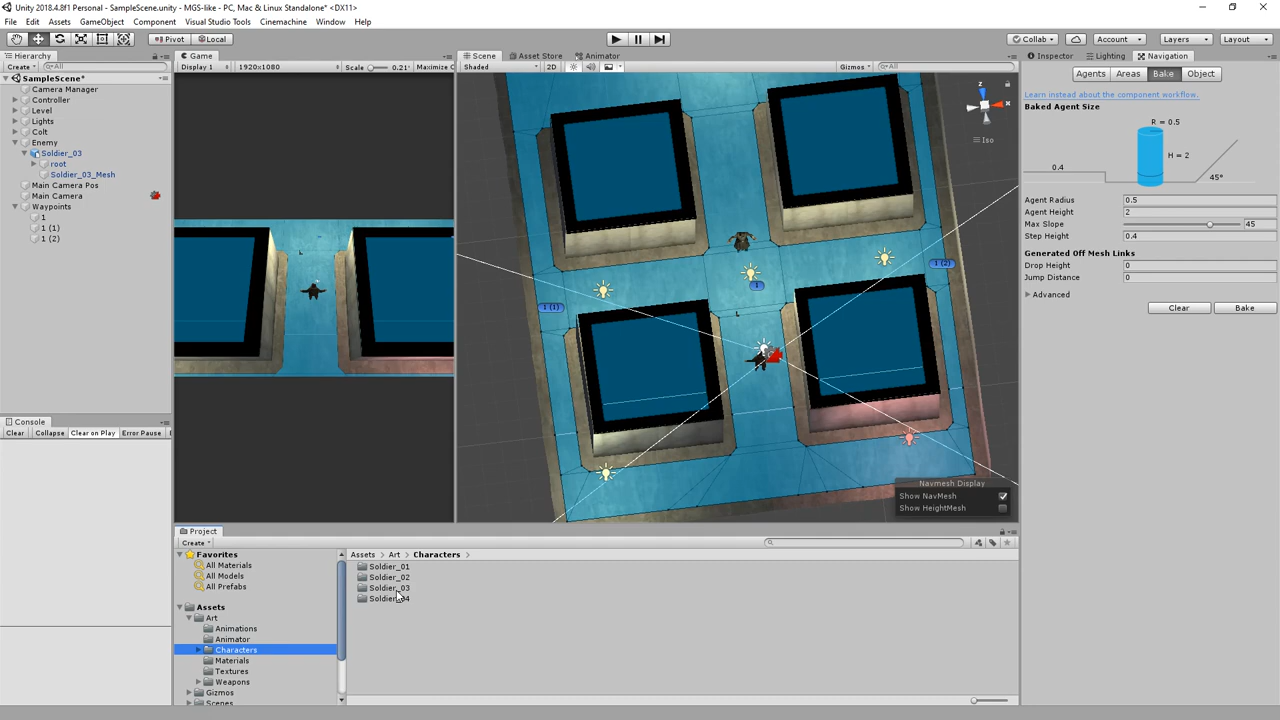 Unity 2018.4.8f1 Personal - SampleScene.unity - MGS-like - PC, Mac & Linux Standalone* <DX11>
File Edit Assets GameObject Component Visual Studio Tools Cinemachine Window Help
Pivot Local Collab Account Layers Layout
Hierarchy
Create All
SampleScene*
Camera Manager
Controller
Level
Lights
Colt
Enemy
Soldier_03
root
Soldier_03_Mesh
Main Camera Pos
Main Camera
Waypoints
1
1 (1)
1 (2)
Console
Clear Collapse Clear on Play Error Pause
Game
Display 1 1920x1080 Scale 0.21 Maximize
Scene Asset Store Animator
Shaded 2D Gizmos All
z
x
Iso
1 (2)
1
1 (1)
Navmesh Display
Show NavMesh
Show HeightMesh
Project
Create
Favorites
All Materials
All Models
All Prefabs
Assets
Art
Animations
Animator
Characters
Materials
Textures
Weapons
Gizmos
Scenes
Assets Art Characters
Soldier_01
Soldier_02
Soldier_03
Inspector Lighting Navigation
Agents Areas Bake Object
Learn instead about the component workflow.
Baked Agent Size
R = 0.5
0.4
H = 2
45°
Agent Radius 0.5
Agent Height 2
Max Slope 45
Step Height 0.4
Generated Off Mesh Links
Drop Height 0
Jump Distance 0
Advanced
Clear Bake